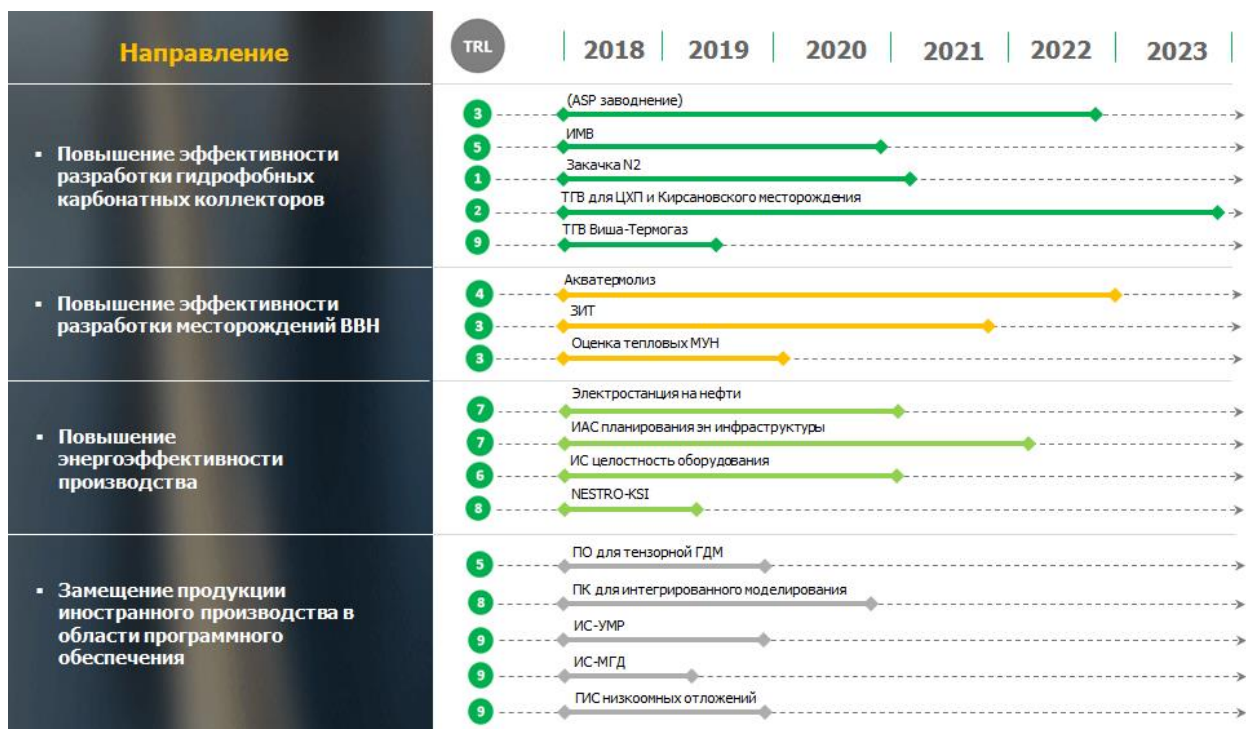 Направление
TRL
2018
2019
2020
2021
2022
2023
▪ Повышение эффективности
разработки гидрофобных
карбонатных коллекторов
3
(ASP заводнение)
5
ИМВ
1
Закачка N2
2
ТГВ для ЦХП и Кирсановского месторождения
9
ТГВ Виша-Термогаз
▪ Повышение эффективности
разработки месторождений ВВН
4
Акватермолиз
3
ЗИТ
3
Оценка тепловых МУН
▪ Повышение
энергоэффективности
производства
7
Электростанция на нефти
7
ИАС планирования эн инфраструктуры
6
ИС целостность оборудования
8
NESTRO-KSI
▪ Замещение продукции
иностранного производства в
области программного
обеспечения
5
ПО для тензорной ГДМ
8
ПК для интегрированного моделирования
9
ИС-УМР
9
ИС-МГД
9
ГИС низкоомных отложений